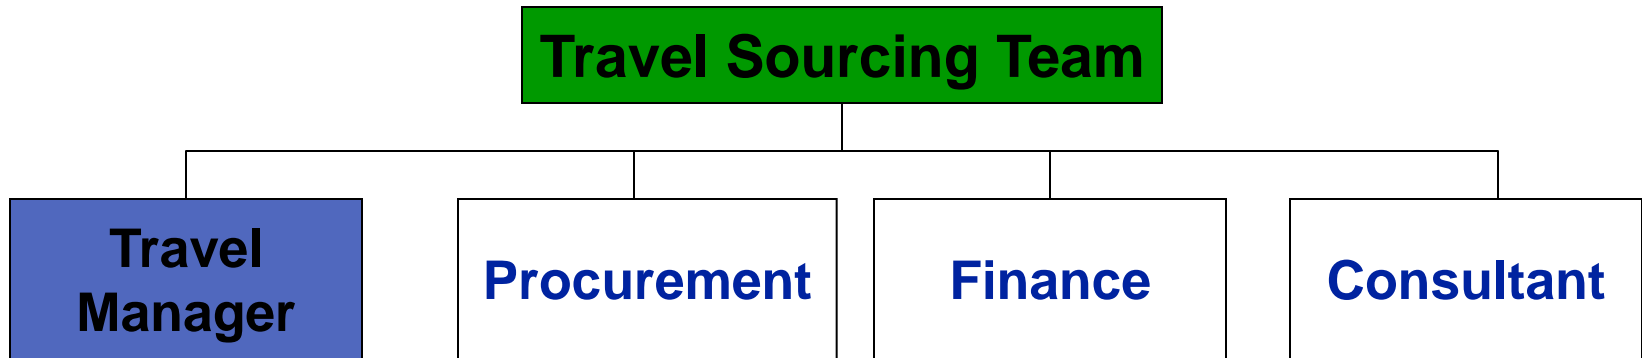 Travel Sourcing Team
Travel
Manager
Procurement
Finance
Consultant